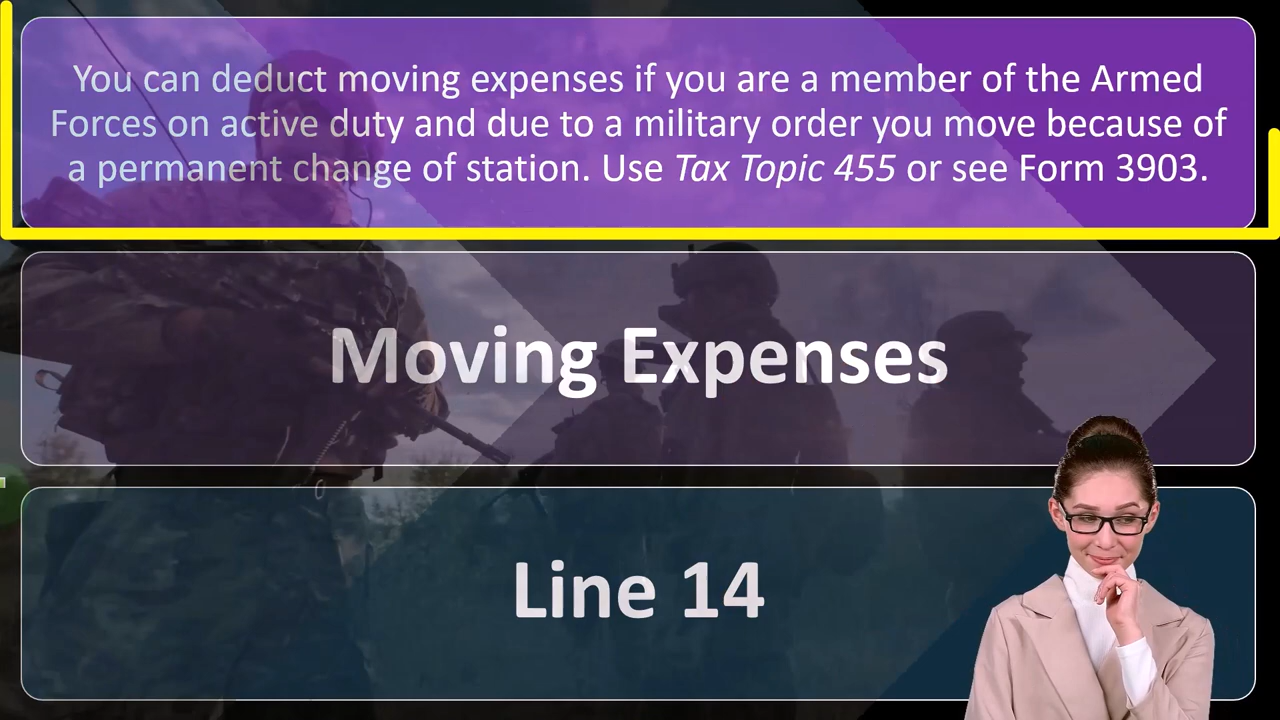 You can deduct moving expenses if you are a member of the Armed
Forces on active duty and due to a military order you move because of
a permanent change of station. Use Tax Topic 455 or see Form 3903.
Moving Expenses
Line 14